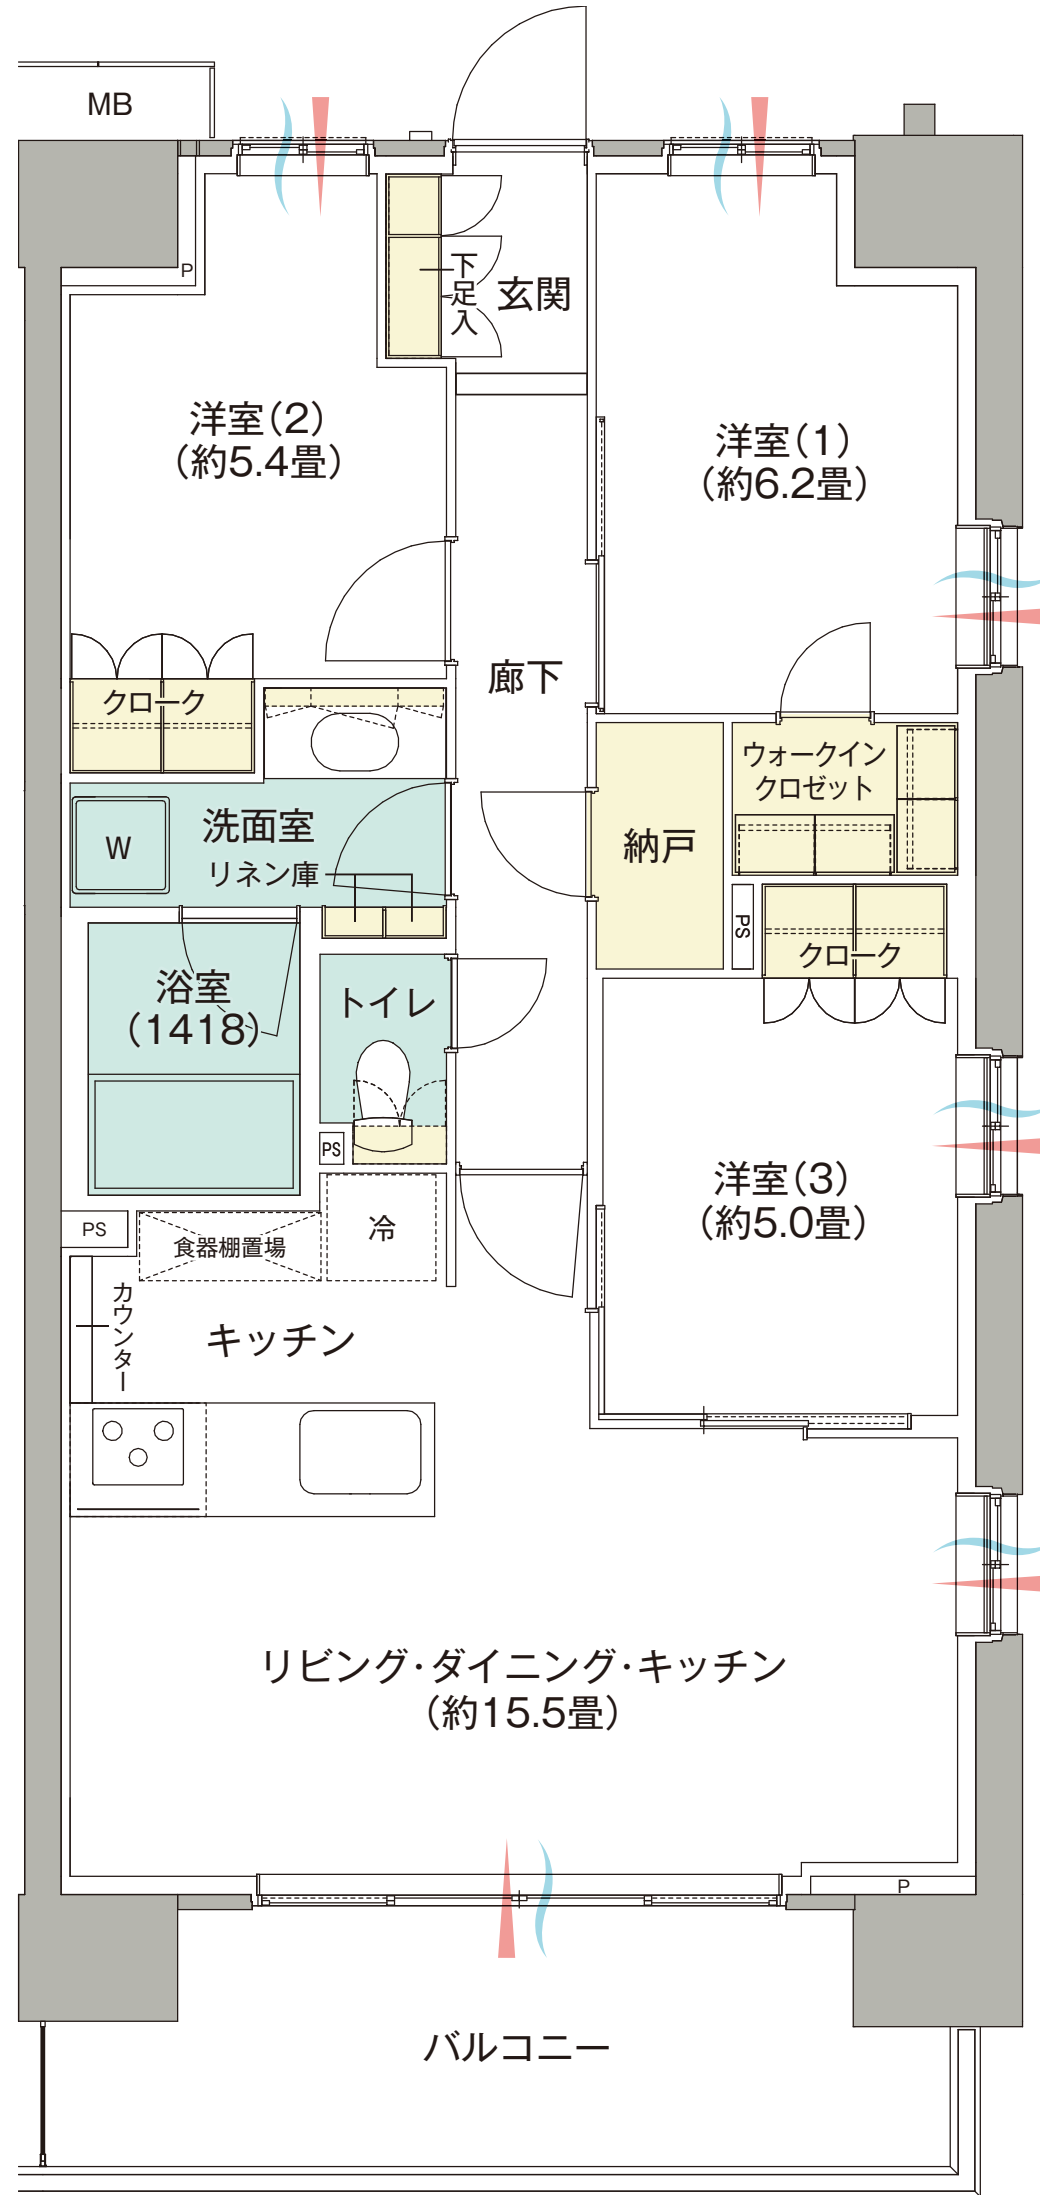 MB
P
下足入
玄関
洋室(2)
(約5.4畳)
洋室(1)
(約6.2畳)
廊下
クローク
ウォークイン
クロゼット
洗面室
W
リネン庫
納戸
PS
クローク
浴室
(1418)
トイレ
PS
洋室(3)
(約5.0畳)
PS
食器棚置場
冷
カウンター
キッチン
リビング・ダイニング・キッチン
(約15.5畳)
P
バルコニー